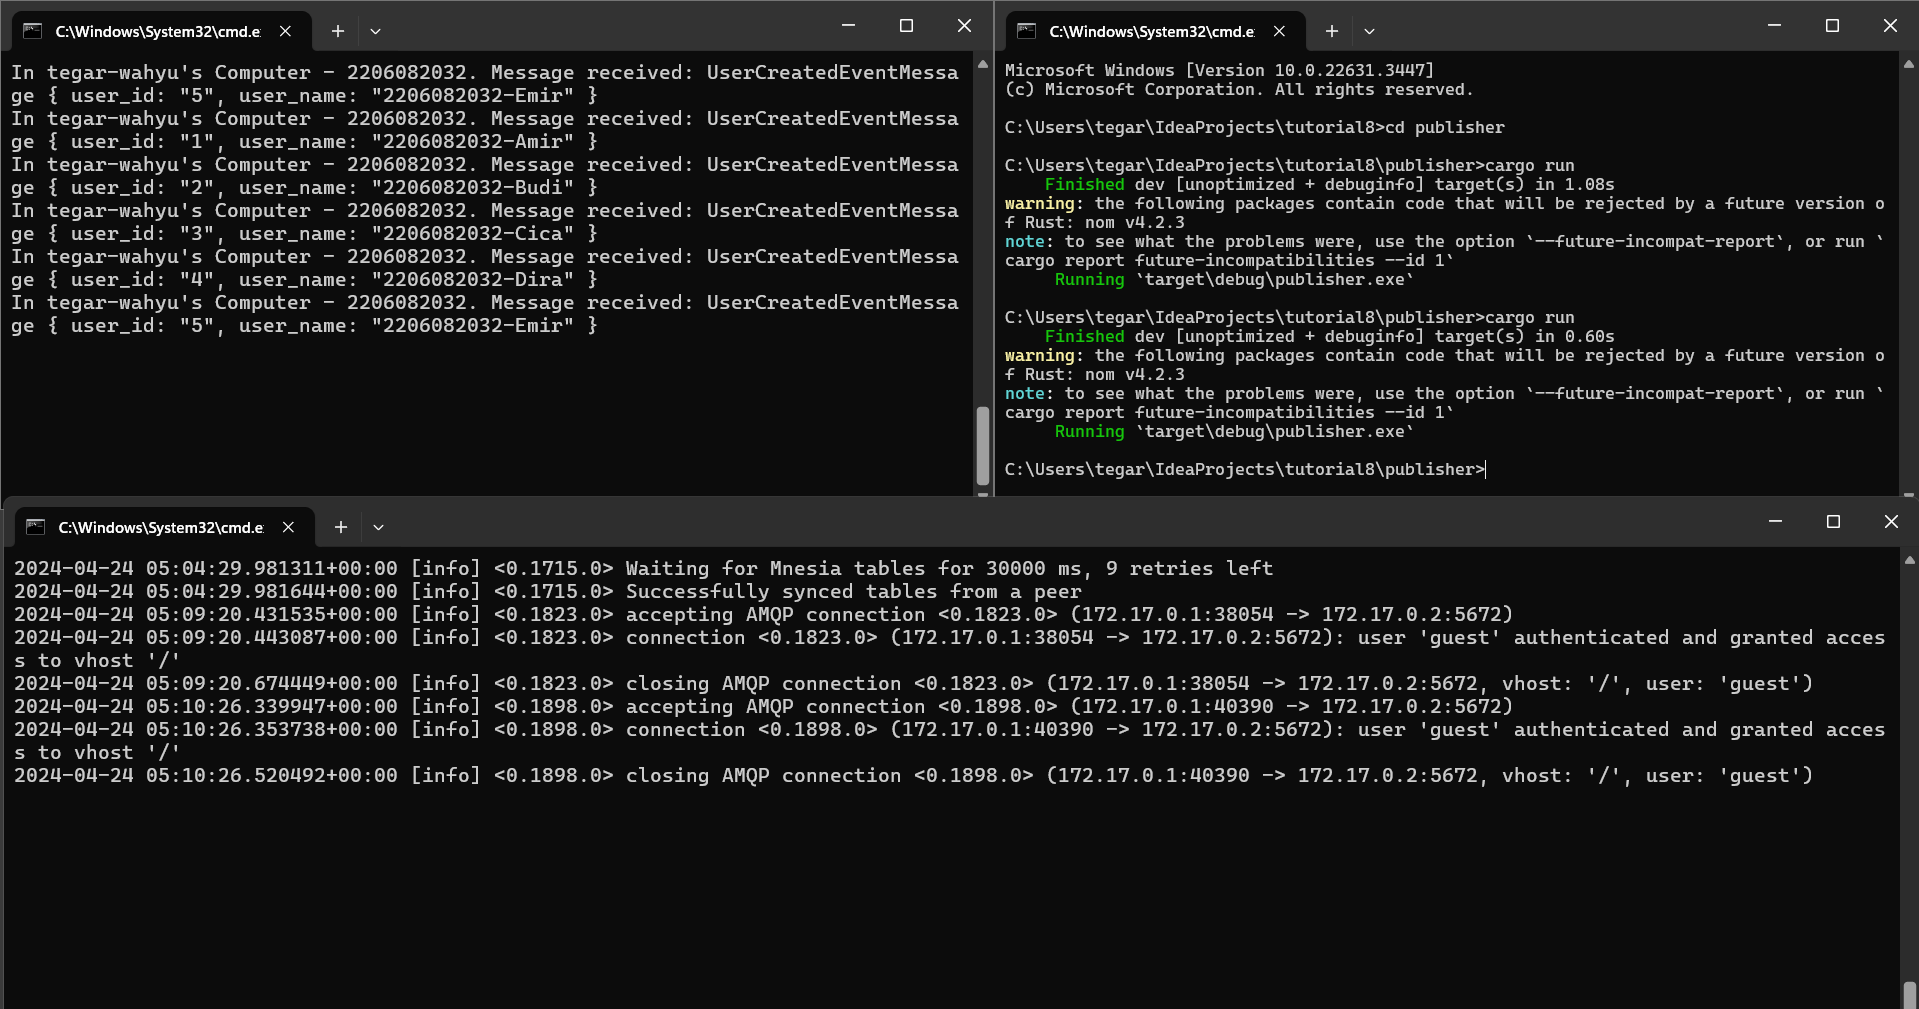 C:\Windows\System32\cmd.e
In tegar-wahyu's Computer - 2206082032. Message received: UserCreatedEventMessa
ge { user_id: "5", user_name: "2206082032-Emir" }
In tegar-wahyu's Computer - 2206082032. Message received: UserCreatedEventMessa
ge { user_id: "1", user_name: "2206082032-Amir" }
In tegar-wahyu's Computer - 2206082032. Message received: UserCreatedEventMessa
ge { user_id: "2", user_name: "2206082032-Budi" }
In tegar-wahyu's Computer - 2206082032. Message received: UserCreatedEventMessa
ge { user_id: "3", user_name: "2206082032-Cica" }
In tegar-wahyu's Computer - 2206082032. Message received: UserCreatedEventMessa
ge { user_id: "4", user_name: "2206082032-Dira" }
In tegar-wahyu's Computer - 2206082032. Message received: UserCreatedEventMessa
ge { user_id: "5", user_name: "2206082032-Emir" }
C:\Windows\System32\cmd.e
Microsoft Windows [Version 10.0.22631.3447]
(c) Microsoft Corporation. All rights reserved.
C:\Users\tegar\IdeaProjects\tutorial8>cd publisher
C:\Users\tegar\IdeaProjects\tutorial8\publisher>cargo run
Finished dev [unoptimized + debuginfo] target(s) in 1.08s
warning: the following packages contain code that will be rejected by a future version o
f Rust: nom v4.2.3
note: to see what the problems were, use the option `--future-incompat-report`, or run `
cargo report future-incompatibilities --id 1`
Running `target\debug\publisher.exe`
C:\Users\tegar\IdeaProjects\tutorial8\publisher>cargo run
Finished dev [unoptimized + debuginfo] target(s) in 0.60s
warning: the following packages contain code that will be rejected by a future version o
f Rust: nom v4.2.3
note: to see what the problems were, use the option `--future-incompat-report`, or run `
cargo report future-incompatibilities --id 1`
Running `target\debug\publisher.exe`
C:\Users\tegar\IdeaProjects\tutorial8\publisher>
C:\Windows\System32\cmd.e
2024-04-24 05:04:29.981311+00:00 [info] <0.1715.0> Waiting for Mnesia tables for 30000 ms, 9 retries left
2024-04-24 05:04:29.981644+00:00 [info] <0.1715.0> Successfully synced tables from a peer
2024-04-24 05:09:20.431535+00:00 [info] <0.1823.0> accepting AMQP connection <0.1823.0> (172.17.0.1:38054 -> 172.17.0.2:5672)
2024-04-24 05:09:20.443087+00:00 [info] <0.1823.0> connection <0.1823.0> (172.17.0.1:38054 -> 172.17.0.2:5672): user 'guest' authenticated and granted acces
s to vhost '/'
2024-04-24 05:09:20.674449+00:00 [info] <0.1823.0> closing AMQP connection <0.1823.0> (172.17.0.1:38054 -> 172.17.0.2:5672, vhost: '/', user: 'guest')
2024-04-24 05:10:26.339947+00:00 [info] <0.1898.0> accepting AMQP connection <0.1898.0> (172.17.0.1:40390 -> 172.17.0.2:5672)
2024-04-24 05:10:26.353738+00:00 [info] <0.1898.0> connection <0.1898.0> (172.17.0.1:40390 -> 172.17.0.2:5672): user 'guest' authenticated and granted acces
s to vhost '/'
2024-04-24 05:10:26.520492+00:00 [info] <0.1898.0> closing AMQP connection <0.1898.0> (172.17.0.1:40390 -> 172.17.0.2:5672, vhost: '/', user: 'guest')